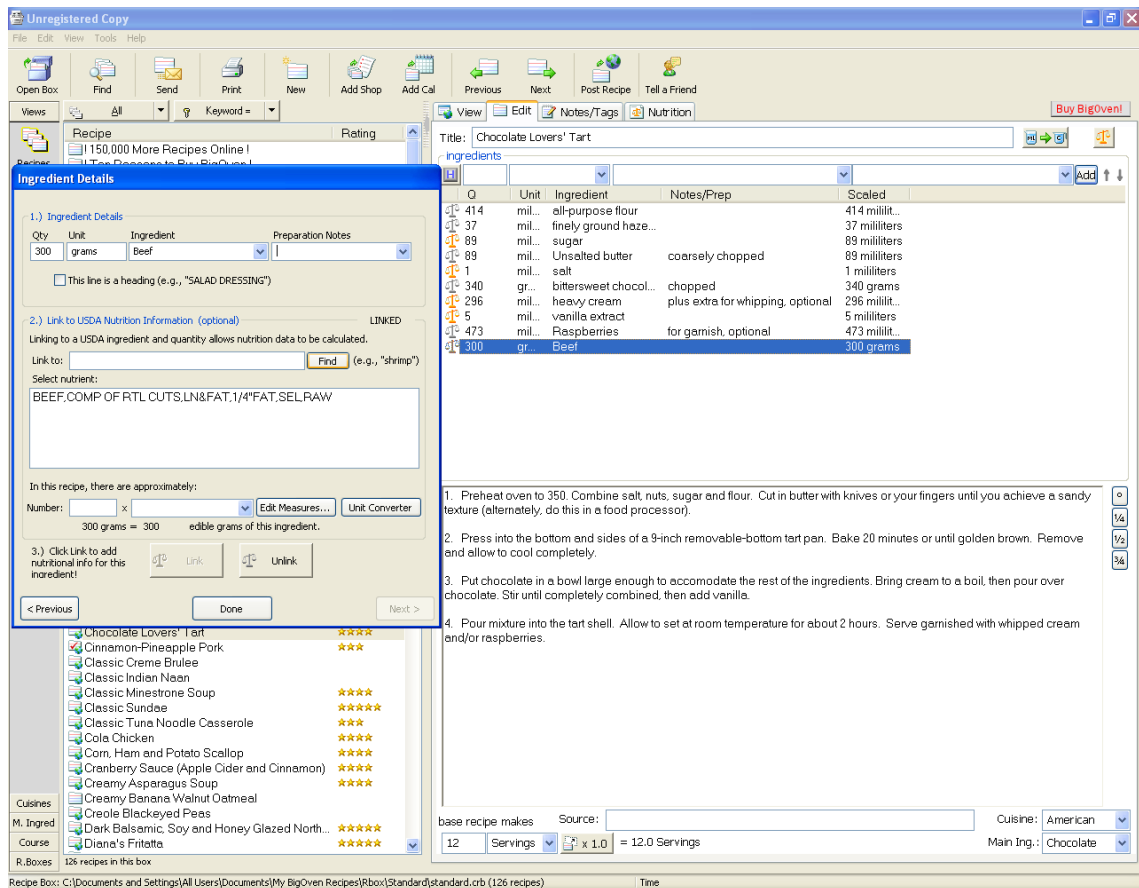 Unregistered Copy
File Edit View Tools Help
Open Box Find Send Print New Add Shop Add Cal Previous Next Post Recipe Tell a Friend
Views All Keyword = View Edit Notes/Tags Nutrition Buy BigOven!
Recipe Rating
! 150,000 More Recipes Online !
Title: Chocolate Lovers' Tart
ingredients
H Add
Q Unit Ingredient Notes/Prep Scaled
414 mil... all-purpose flour 414 mililit...
37 mil... finely ground haze... 37 mililiters
89 mil... sugar 89 mililiters
89 mil... Unsalted butter coarsely chopped 89 mililiters
1 mil... salt 1 mililiters
340 gr... bittersweet chocol... chopped 340 grams
296 mil... heavy cream plus extra for whipping, optional 296 mililit...
5 mil... vanilla extract 5 mililiters
473 mil... Raspberries for garnish, optional 473 mililit...
300 gr... Beef 300 grams
Ingredient Details
1.) Ingredient Details
Qty Unit Ingredient Preparation Notes
300 grams Beef
This line is a heading (e.g., "SALAD DRESSING")
2.) Link to USDA Nutrition Information (optional) LINKED
Linking to a USDA ingredient and quantity allows nutrition data to be calculated.
Link to: Find (e.g., "shrimp")
Select nutrient:
BEEF,COMP OF RTL CUTS,LN&FAT,1/4"FAT,SEL,RAW
In this recipe, there are approximately:
Number: x Edit Measures... Unit Converter
300 grams = 300 edible grams of this ingredient.
3.) Click Link to add
nutritional info for this
ingredient!
Link Unlink
< Previous Done Next >
1. Preheat oven to 350. Combine salt, nuts, sugar and flour. Cut in butter with knives or your fingers until you achieve a sandy
texture (alternately, do this in a food processor).
2. Press into the bottom and sides of a 9-inch removable-bottom tart pan. Bake 20 minutes or until golden brown. Remove
and allow to cool completely.
3. Put chocolate in a bowl large enough to accomodate the rest of the ingredients. Bring cream to a boil, then pour over
chocolate. Stir until completely combined, then add vanilla.
4. Pour mixture into the tart shell. Allow to set at room temperature for about 2 hours. Serve garnished with whipped cream
and/or raspberries.
¼
½
¾
Chocolate Lovers' Tart
Cinnamon-Pineapple Pork
Classic Creme Brulee
Classic Indian Naan
Classic Minestrone Soup
Classic Sundae
Classic Tuna Noodle Casserole
Cola Chicken
Corn, Ham and Potato Scallop
Cranberry Sauce (Apple Cider and Cinnamon)
Creamy Asparagus Soup
Creamy Banana Walnut Oatmeal
Creole Blackeyed Peas
Dark Balsamic, Soy and Honey Glazed North...
Diana's Fritatta
Cuisines
M. Ingred
Course
R.Boxes
126 recipes in this box
base recipe makes Source: Cuisine: American
12 Servings x 1.0 = 12.0 Servings Main Ing.: Chocolate
Recipe Box: C:\Documents and Settings\All Users\Documents\My BigOven Recipes\Rbox\Standard\standard.crb (126 recipes) Time